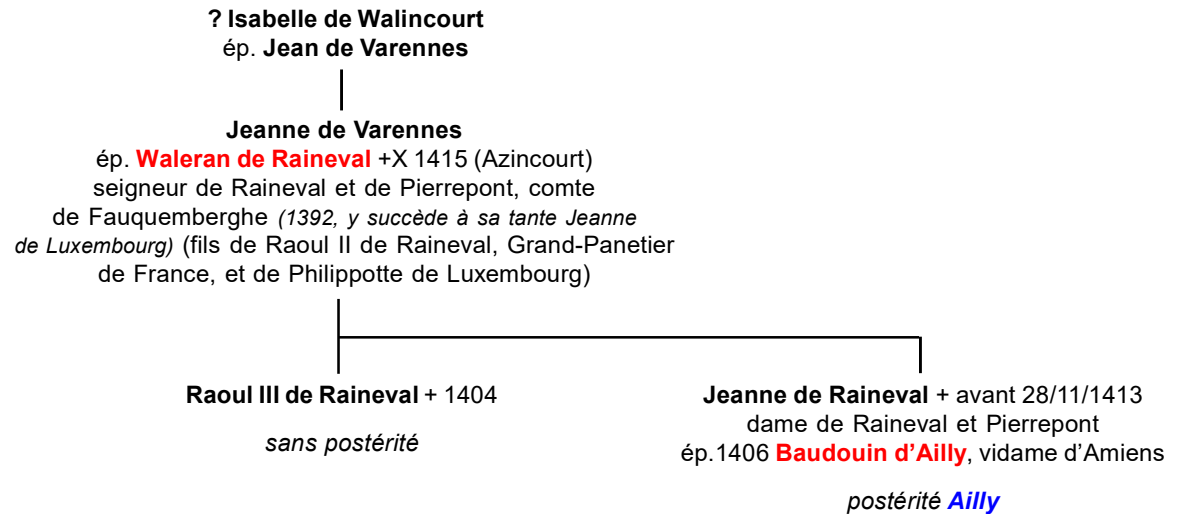 ? Isabelle de Walincourt
ép. Jean de Varennes
Jeanne de Varennes
ép. Waleran de Raineval +X 1415 (Azincourt)
seigneur de Raineval et de Pierrepont, comte
de Fauquemberghe (1392, y succède à sa tante Jeanne
de Luxembourg) (fils de Raoul II de Raineval, Grand-Panetier
de France, et de Philippotte de Luxembourg)
Raoul III de Raineval + 1404
sans postérité
Jeanne de Raineval + avant 28/11/1413
dame de Raineval et Pierrepont
ép.1406 Baudouin d’Ailly, vidame d’Amiens
postérité Ailly